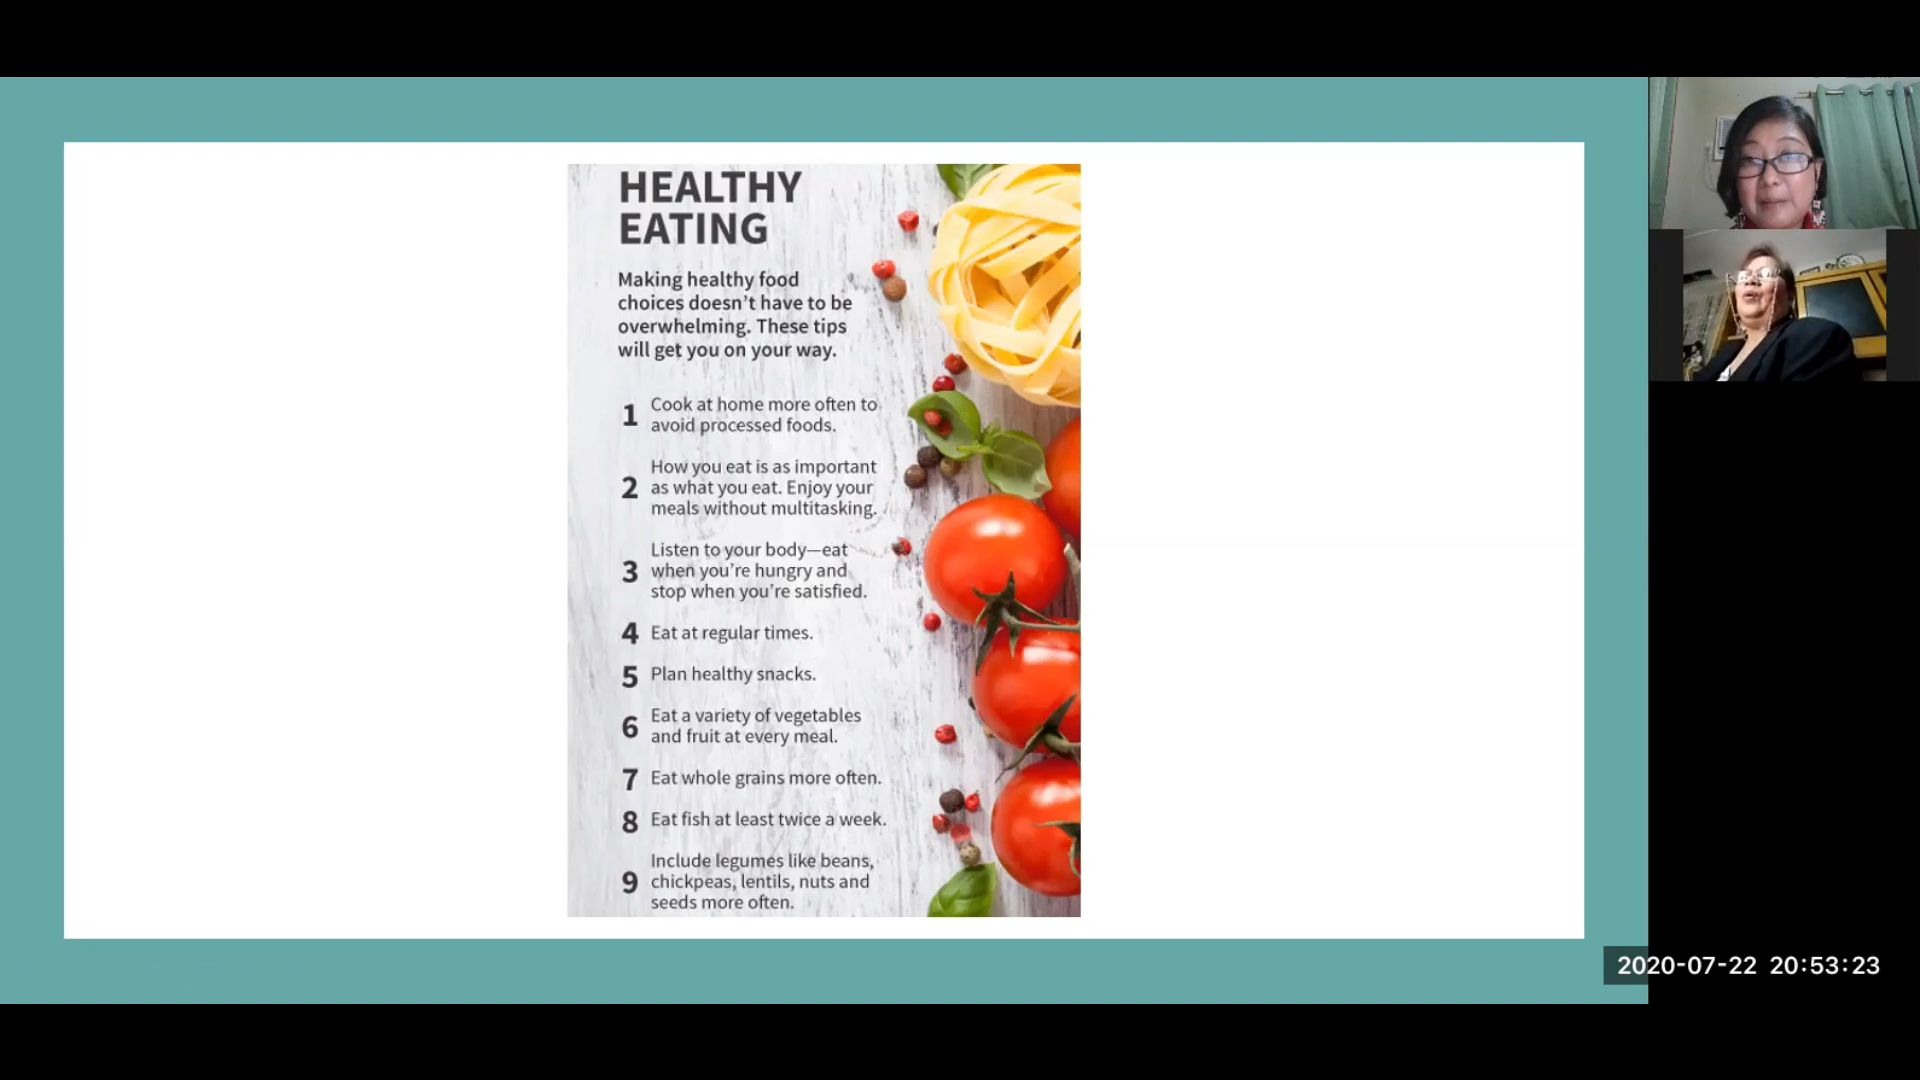 HEALTHY
EATING
Making healthy food
choices doesn't have to be
overwhelming. These tips
will get you on your way.
1 Cook at home more often to
avoid processed foods.
2 How you eat is as important
as what you eat. Enjoy your
meals without multitasking.
3 Listen to your body—eat
when you're hungry and
stop when you're satisfied.
4 Eat at regular times.
5 Plan healthy snacks.
6 Eat a variety of vegetables
and fruit at every meal.
7 Eat whole grains more often.
8 Eat fish at least twice a week.
9 Include legumes like beans,
chickpeas, lentils, nuts and
seeds more often.
2020-07-22 20:53:23